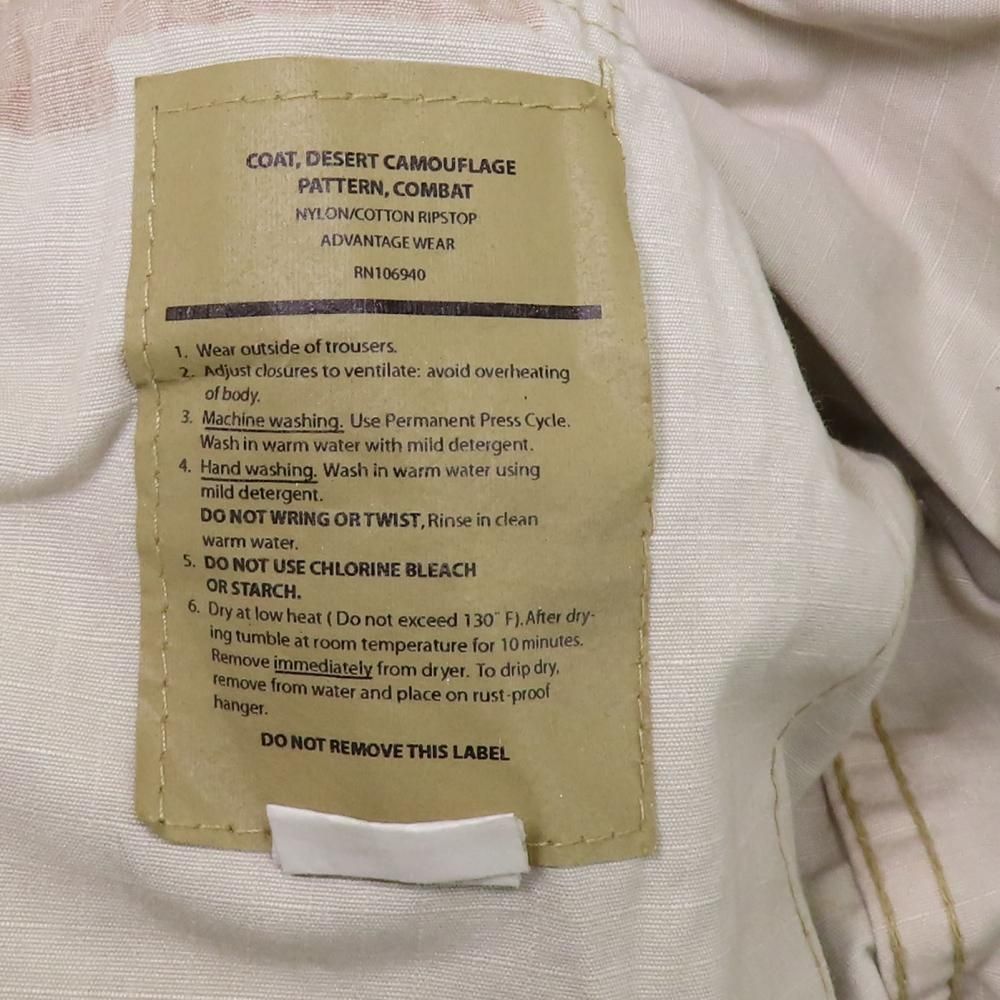 COAT, DESERT CAMOUFLAGE
PATTERN, COMBAT
NYLON/COTTON RIPSTOP
ADVANTAGE WEAR
RN106940
1. Wear outside of trousers.
2. Adjust closures to ventilate: avoid overheating
of body.
3. Machine washing. Use Permanent Press Cycle.
Wash in warm water with mild detergent.
4. Hand washing. Wash in warm water using
mild detergent.
DO NOT WRING OR TWIST, Rinse in clean
warm water.
5. DO NOT USE CHLORINE BLEACH
OR STARCH.
6. Dry at low heat ( Do not exceed 130° F). After dry-
ing tumble at room temperature for 10 minutes.
Remove immediately from dryer. To drip dry,
remove from water and place on rust-proof
hanger.
DO NOT REMOVE THIS LABEL